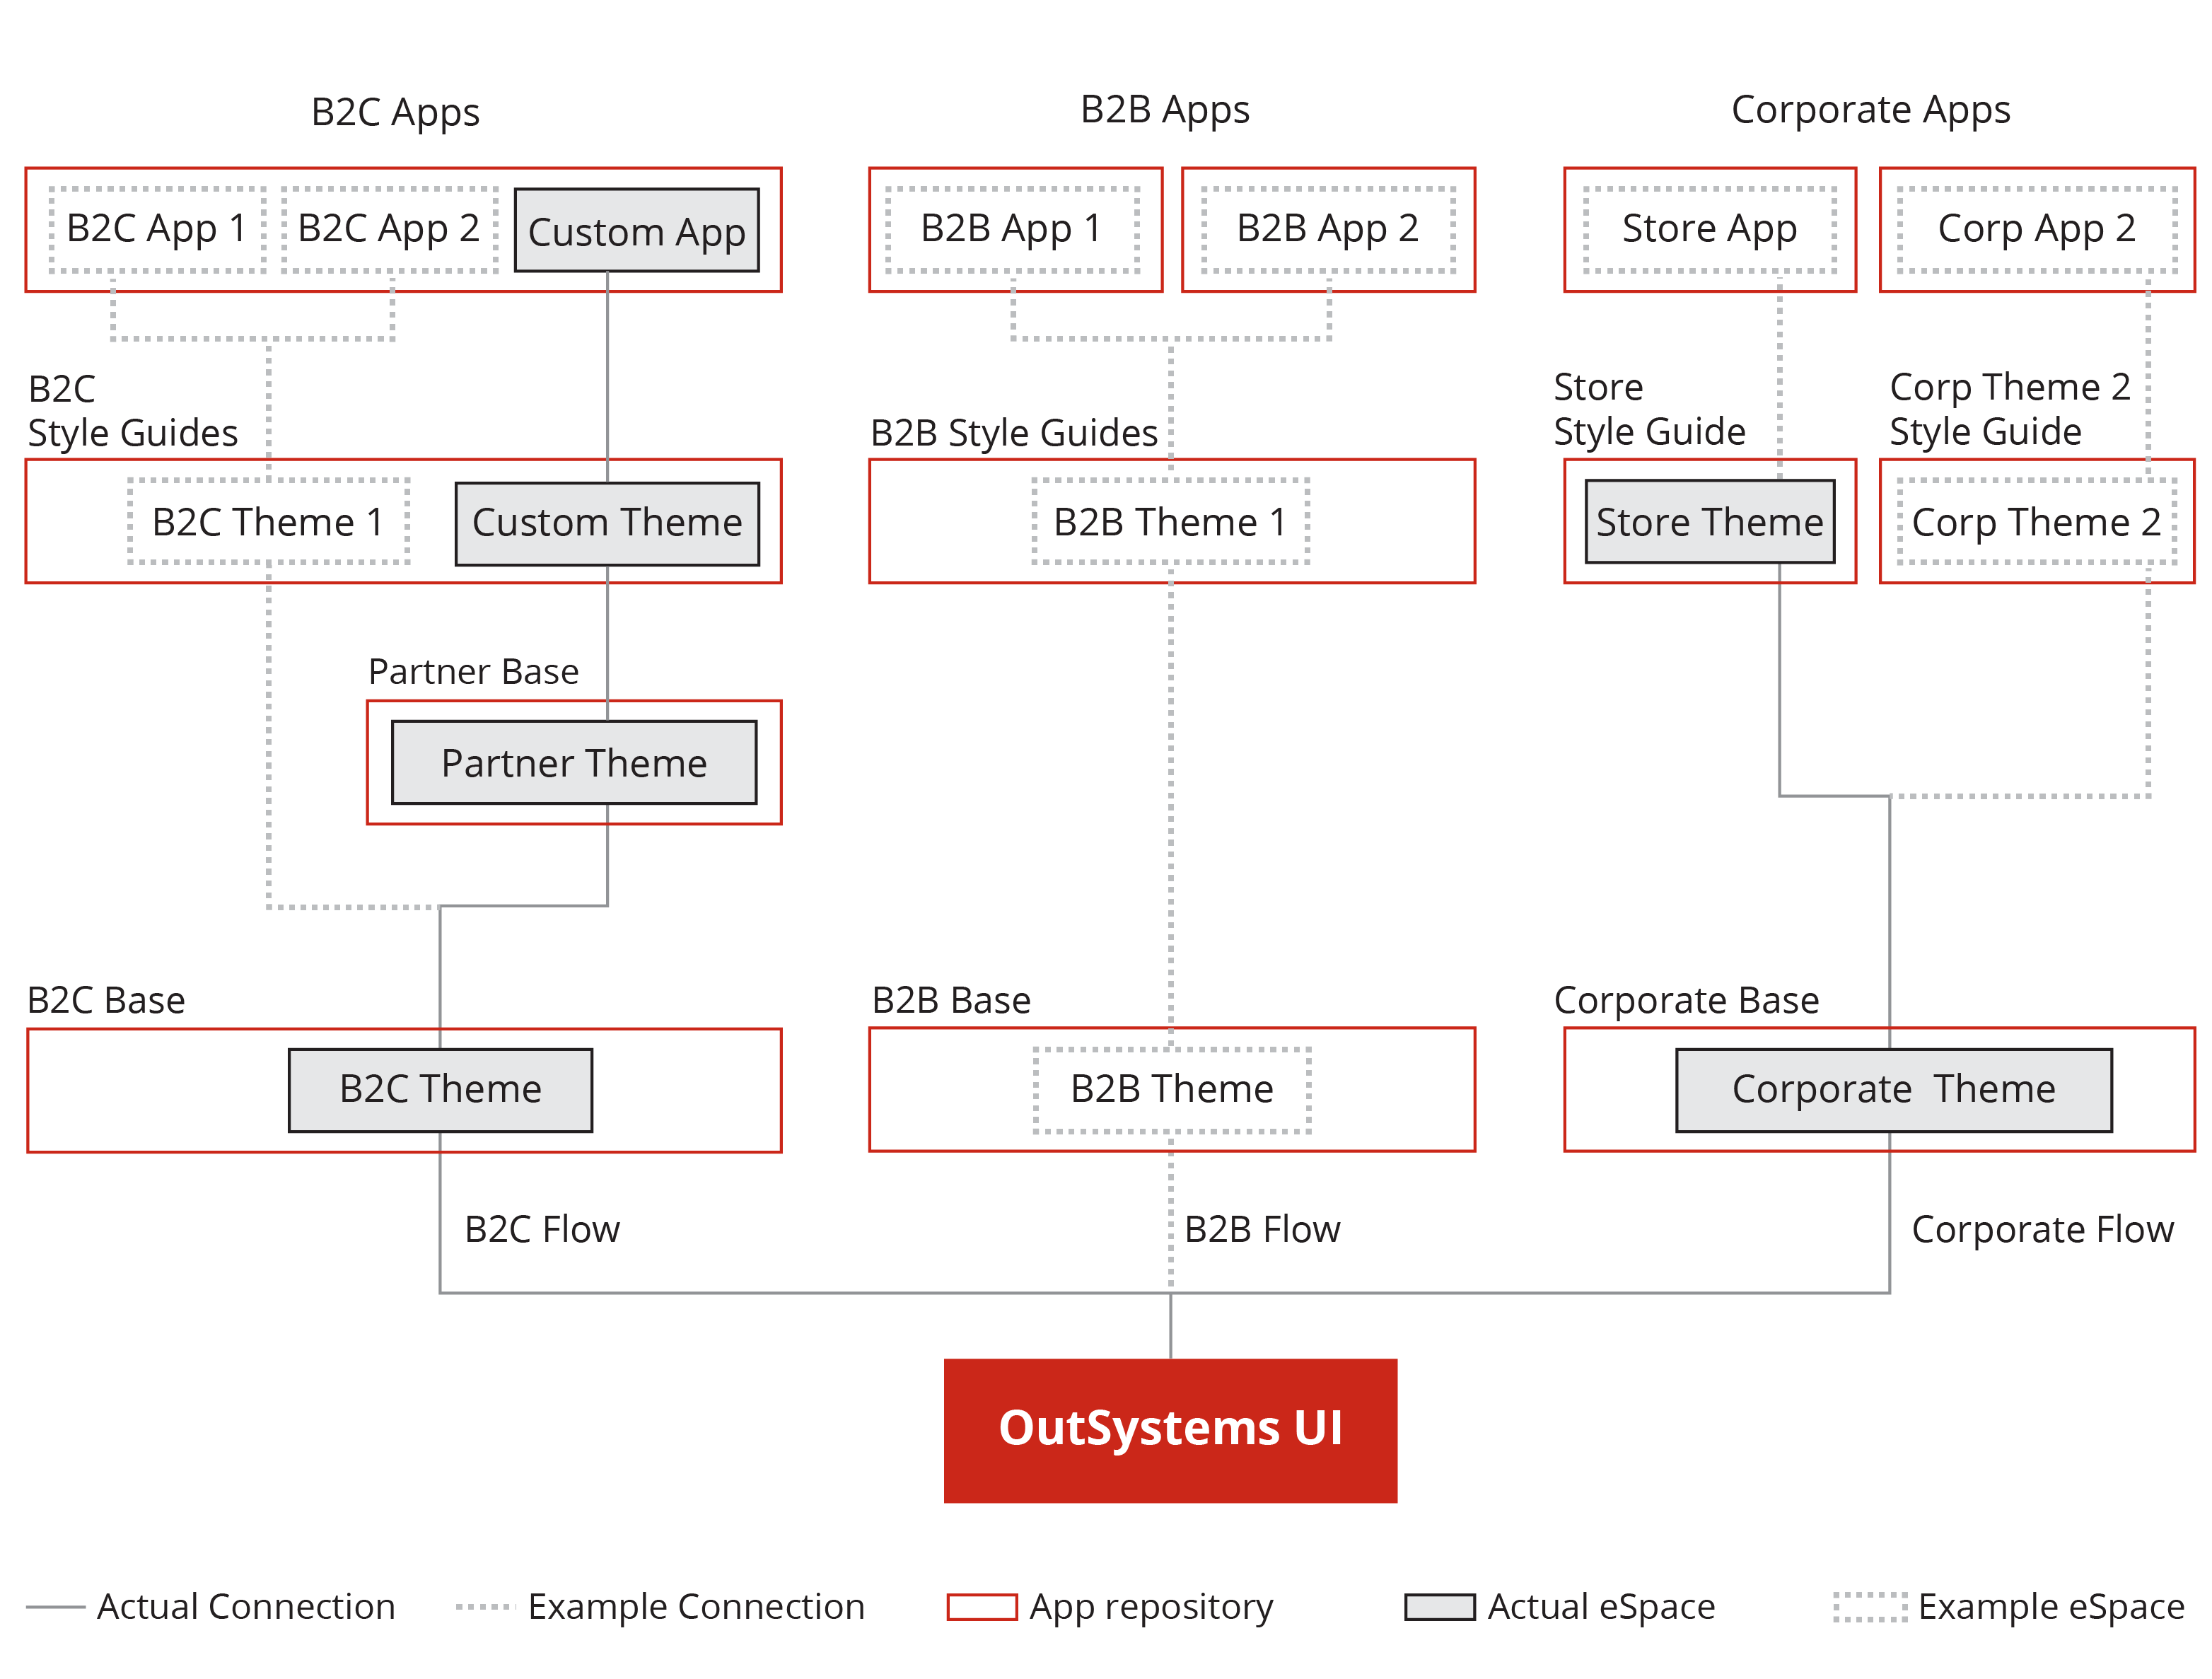 B2C Apps
B2B Apps
Corporate Apps
B2C App 1
B2C App 2
Custom App
B2B App 1
B2B App 2
Store App
Corp App 2
B2C
Style Guides
B2B Style Guides
Store
Style Guide
Corp Theme 2
Style Guide
B2C Theme 1
Custom Theme
B2B Theme 1
Store Theme
Corp Theme 2
Partner Base
Partner Theme
B2C Base
B2B Base
Corporate Base
B2C Theme
B2B Theme
Corporate Theme
B2C Flow
B2B Flow
Corporate Flow
OutSystems UI
Actual Connection
Example Connection
App repository
Actual eSpace
Example eSpace